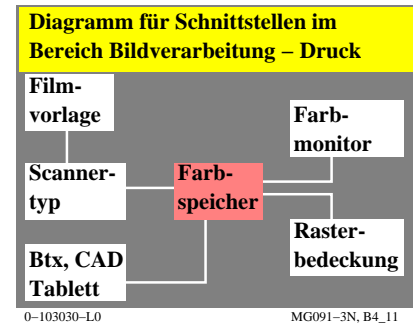 Diagramm für Schnittstellen im
Bereich Bildverarbeitung – Druck
Film-
vorlage
Farb-
monitor
Scanner-
typ
Farb-
speicher
Raster-
bedeckung
Btx, CAD
Tablett
0–103030–L0
MG091–3N, B4_11